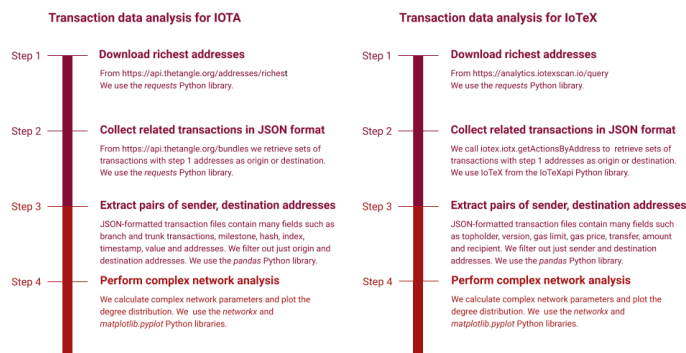 Transaction data analysis for IOTA
Step 1
Download richest addresses
From https://api.thetangle.org/addresses/richest
We use the requests Python library.
Step 2
Collect related transactions in JSON format
From https://api.thetangle.org/bundles we retrieve sets of
transactions with step 1 addresses as origin or destination.
We use the requests Python library.
Step 3
Extract pairs of sender, destination addresses
JSON-formatted transaction files contain many fields such as
branch and trunk transactions, milestone, hash, index,
timestamp, value and addresses. We filter out just origin and
destination addresses. We use the pandas Python library.
Step 4
Perform complex network analysis
We calculate complex network parameters and plot the
degree distribution. We  use the networkx and
matplotlib.pyplot Python libraries.
Transaction data analysis for IoTeX
Step 1
Download richest addresses
From https://analytics.iotexscan.io/query
We use the requests Python library.
Step 2
Collect related transactions in JSON format
We call iotex.iotx.getActionsByAddress to  retrieve sets of
transactions with step 1 addresses as origin or destination.
We use IoTeX from the IoTeXapi Python library.
Step 3
Extract pairs of sender, destination addresses
JSON-formatted transaction files contain many fields such
as topholder, version, gas limit, gas price, transfer, amount
and recipient. We filter out just sender and destination
addresses. We use the pandas Python library.
Step 4
Perform complex network analysis
We calculate complex network parameters and plot the
degree distribution. We  use the networkx and
matplotlib.pyplot Python libraries.